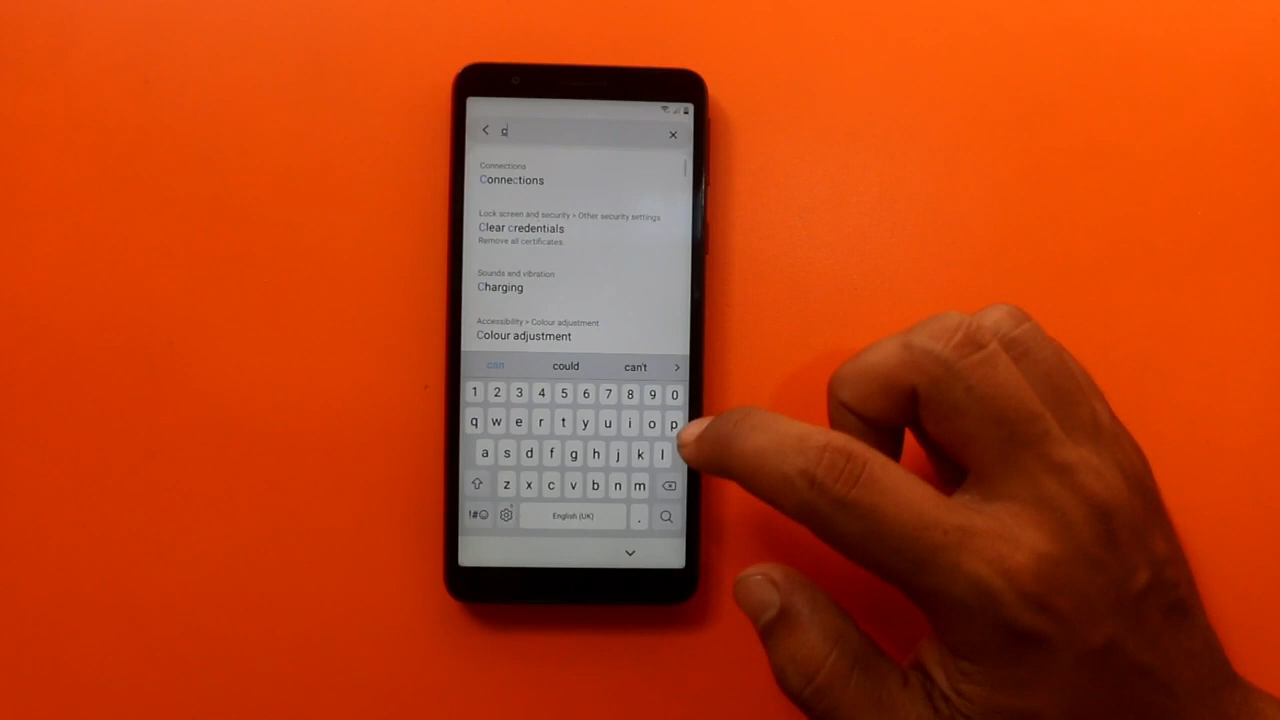 c
Connections
Connections
Lock screen and security > Other security settings
Clear credentials
Remove all certificates.
Sounds and vibration
Charging
Accessibility > Colour adjustment
Colour adjustment
can could can't
1 2 3 4 5 6 7 8 9 0
q w e r t y u i o p
a s d f g h j k l
z x c v b n m
!#☺ English (UK) .